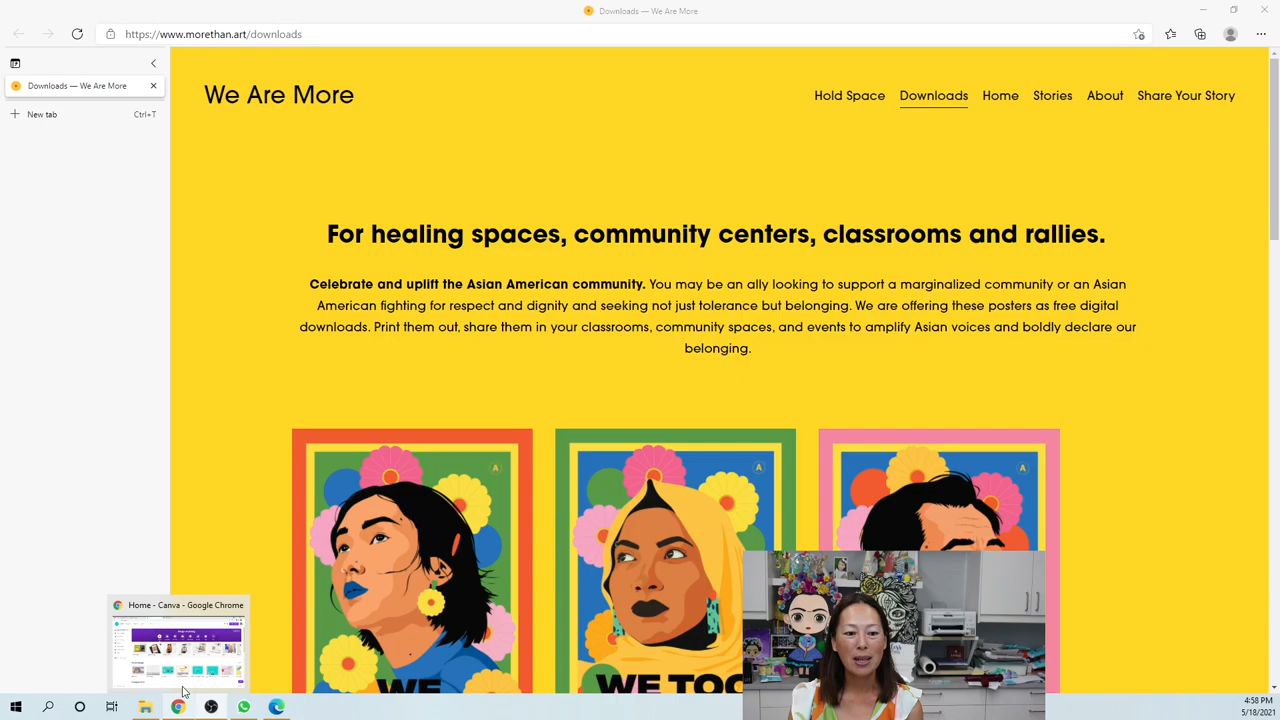 Downloads — We Are More
https://www.morethan.art/downloads
Downloads — We Are More
New tab
Ctrl+T
We Are More
Hold Space
Downloads
Home
Stories
About
Share Your Story
For healing spaces, community centers, classrooms and rallies.
Celebrate and uplift the Asian American community. You may be an ally looking to support a marginalized community or an Asian
American fighting for respect and dignity and seeking not just tolerance but belonging. We are offering these posters as free digital
downloads. Print them out, share them in your classrooms, community spaces, and events to amplify Asian voices and boldly declare our
belonging.
A
A
A
WE
WE TOO
Home - Canva - Google Chrome
4:58 PM
5/18/2021